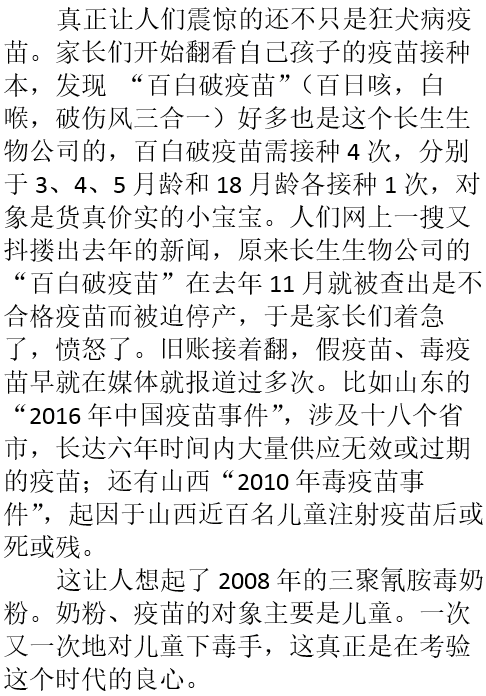 真正让人们震惊的还不只是狂犬病疫
苗。家长们开始翻看自己孩子的疫苗接种
本，发现 “百白破疫苗”（百日咳，白
喉，破伤风三合一）好多也是这个长生生
物公司的，百白破疫苗需接种 4 次，分别
于 3、4、5 月龄和 18 月龄各接种 1 次，对
象是货真价实的小宝宝。人们网上一搜又
抖搂出去年的新闻，原来长生生物公司的
“百白破疫苗”在去年 11 月就被查出是不
合格疫苗而被迫停产，于是家长们着急
了，愤怒了。旧账接着翻，假疫苗、毒疫
苗早就在媒体就报道过多次。比如山东的
“2016 年中国疫苗事件”，涉及十八个省
市，长达六年时间内大量供应无效或过期
的疫苗；还有山西“2010 年毒疫苗事
件”，起因于山西近百名儿童注射疫苗后或
死或残。
这让人想起了 2008 年的三聚氰胺毒奶
粉。奶粉、疫苗的对象主要是儿童。一次
又一次地对儿童下毒手，这真正是在考验
这个时代的良心。